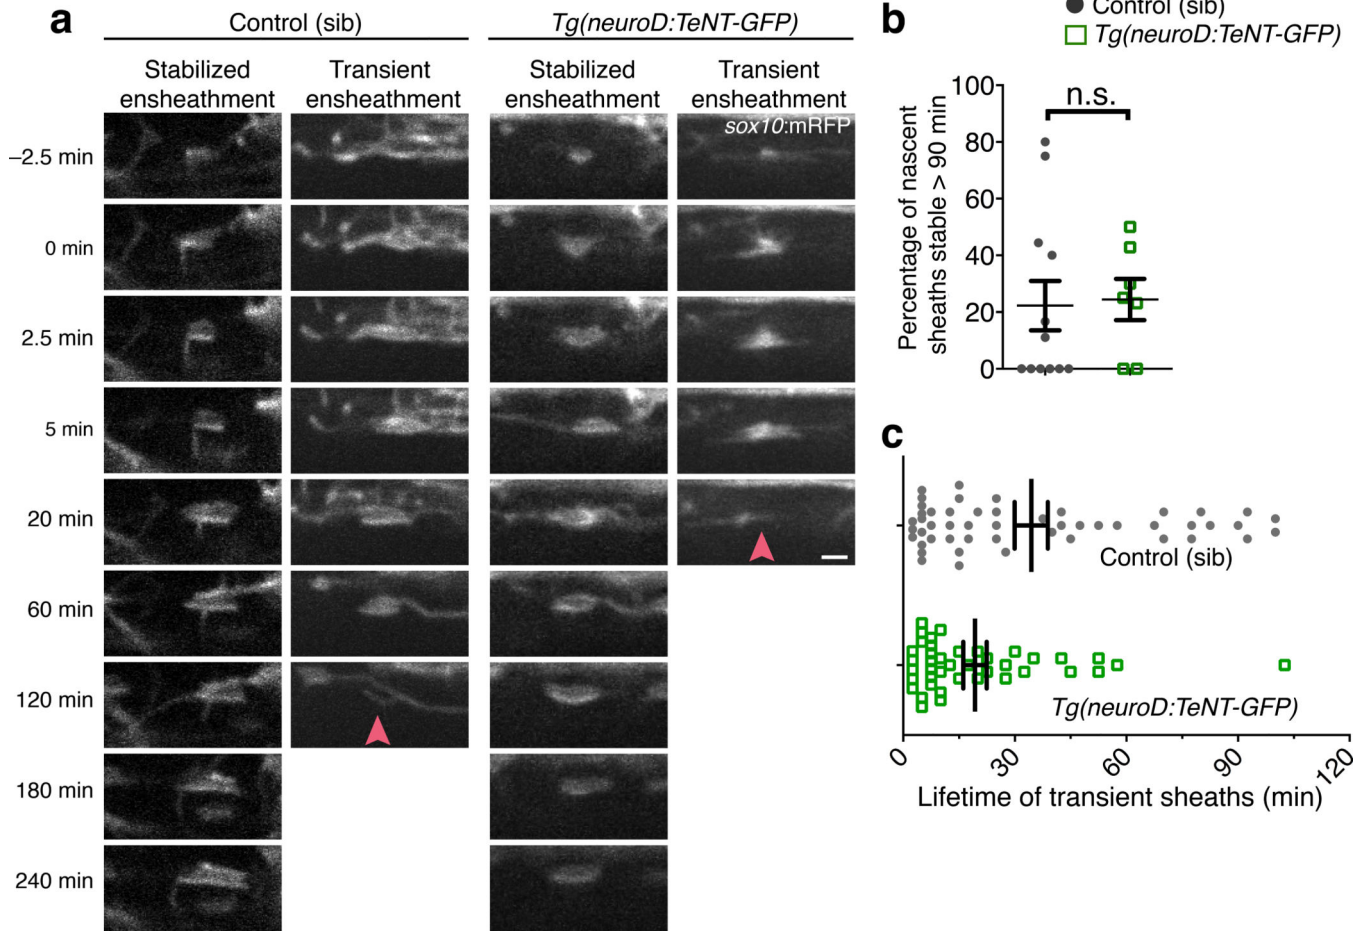 a
Control (sib)
Tg(neuroD:TeNT-GFP)
Stabilized
ensheathment
Transient
ensheathment
Stabilized
ensheathment
Transient
ensheathment
sox10:mRFP
–2.5 min
0 min
2.5 min
5 min
20 min
60 min
120 min
180 min
240 min
b
Control (sib)
Tg(neuroD:TeNT-GFP)
Percentage of nascent
sheaths stable > 90 min
100
80
60
40
20
0
n.s.
c
Control (sib)
Tg(neuroD:TeNT-GFP)
0
30
60
90
120
Lifetime of transient sheaths (min)